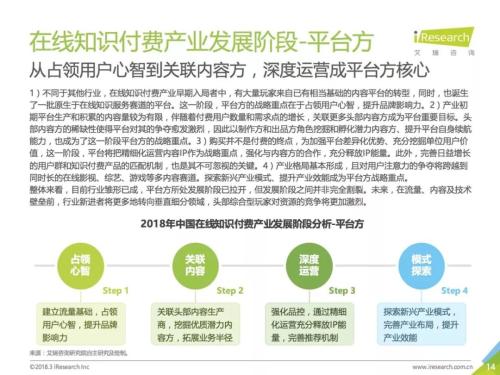 在线知识付费产业发展阶段-平台方
iResearch
艾瑞咨询
从占领用户心智到关联内容方，深度运营成平台方核心
1）不同于其他行业，在线知识付费产业早期入局者中，有大量玩家来自已有相当基础的内容平台的转型，同时，也诞生
了一批原生于在线知识服务赛道的平台。这一阶段，平台方的战略重点在于占领用户心智，提升品牌影响力。2）产业初
期平台生产和积累的内容量较为有限，伴随着付费用户数量和需求点的增长，关联更多头部内容方成为平台重要目标。头
部内容方的稀缺性使得平台对其的争夺愈发激烈，因此以制作方和出品方角色挖掘和孵化潜力内容方、提升平台自身续航
能力，也成为了这一阶段平台方的战略重点。3）购买并不是付费的终点，为加强平台差异化优势、充分挖掘单位用户价
值，这一阶段，平台将把精细化运营内容IP作为战略重点，强化与内容方的合作，充分释放IP能量。此外，完善日益增长
的用户群和知识付费产品的匹配机制，也是其关键点。4）产业格局基本形成，且对用户注意力的争夺将跨越到
同时长的在线影视、综艺、游戏等多内容赛道。探索新兴产业模式、提升产业效能成为平台方战略重点。
整体来看，目前行业雏形已成，平台方所处发展阶段已拉开，但发展阶段之间并非完全割裂。未来，在流量、内容及技术
壁垒前，行业新进者将更多地转向垂直细分领域，头部综合型玩家对资源的竞争将更加激烈。
2018年中国在线知识付费产业发展阶段分析-平台方
占领
心智
Step 1
建立流量基础，占领
用户心智，提升品牌
影响力
关联
内容
Step 2
关联头部内容生产
商，挖掘优质潜力内
容方，拓展业务半径
深度
运营
Step 3
强化品控，通过精细
化运营充分释放IP能
量，完善推荐机制
模式
探索
Step 4
探索新兴产业模式，
完善产业布局，提升
产业效能
来源：艾瑞咨询研究院自主研究及绘制。
©2018.3 iResearch Inc
www.iresearch.com.cn
14